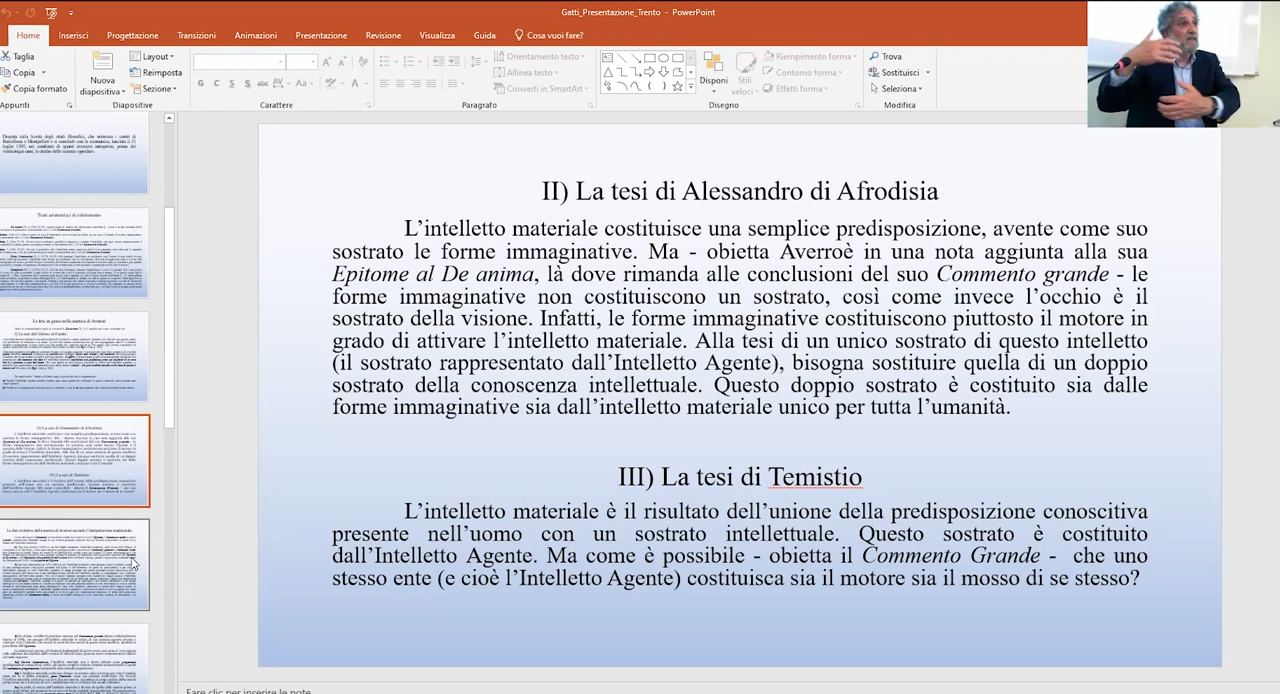 Gatti_Presentazione_Trento - PowerPoint
Home Inserisci Progettazione Transizioni Animazioni Presentazione Revisione Visualizza Guida Cosa vuoi fare?
Taglia
Copia
Copia formato
Appunti
Nuova
diapositiva
Layout
Reimposta
Sezione
Diapositive
G C S S abc AV Aa A
Carattere
Orientamento testo
Allinea testo
Converti in SmartArt
Paragrafo
Disponi
Stili
veloci
Riempimento forma
Contorno forma
Effetti forma
Disegno
Trova
Sostituisci
Seleziona
Modifica
II) La tesi di Alessandro di Afrodisia
L'intelletto materiale costituisce una semplice predisposizione, avente come suo
sostrato le forme immaginative. Ma - obietta Averroè in una nota aggiunta alla sua
Epitome al De anima, dove rimanda alle conclusioni del suo Commento grande - le
forme immaginative non costituiscono un sostrato, così come invece l'occhio è il
sostrato della visione. Infatti, le forme immaginative costituiscono piuttosto il motore in
grado di attivare l'intelletto materiale. Alla tesi di un unico sostrato di questo intelletto
(il sostrato rappresentato dall'Intelletto Agente), bisogna sostituire quella di un doppio
sostrato della conoscenza intellettuale. Questo doppio sostrato è costituito sia dalle
forme immaginative sia dall'intelletto materiale unico per tutta l'umanità.
III) La tesi di Temistio
L'intelletto materiale è il risultato dell'unione della predisposizione conoscitiva
presente nell'uomo con un sostrato intellettuale. Questo sostrato è costituito
dall'Intelletto Agente. Ma come è possibile - obietta il Commento Grande - che uno
stesso ente (ossia l'Intelletto Agente) costituisca sia il motore sia il mosso di se stesso?
Fare clic per inserire le note